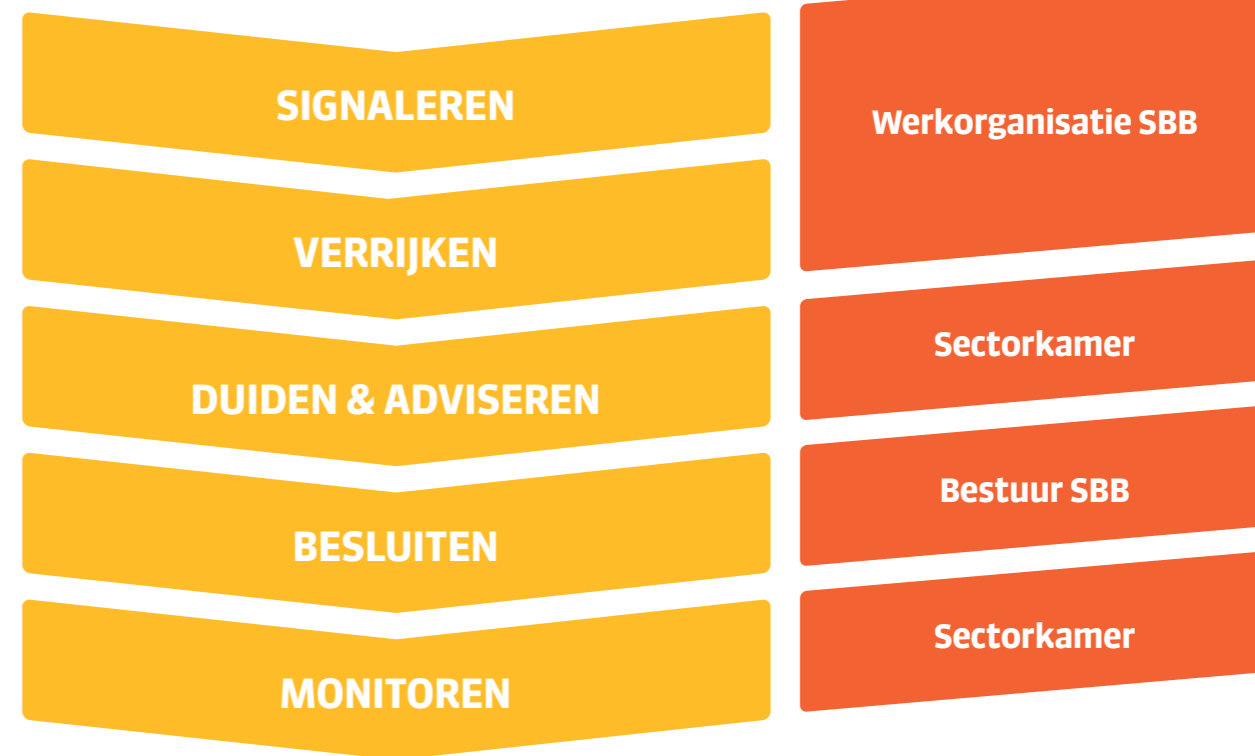 SIGNALEREN
Werkorganisatie SBB
VERRIJKEN
DUIDEN & ADVISEREN
Sectorkamer
BESLUITEN
Bestuur SBB
MONITOREN
Sectorkamer